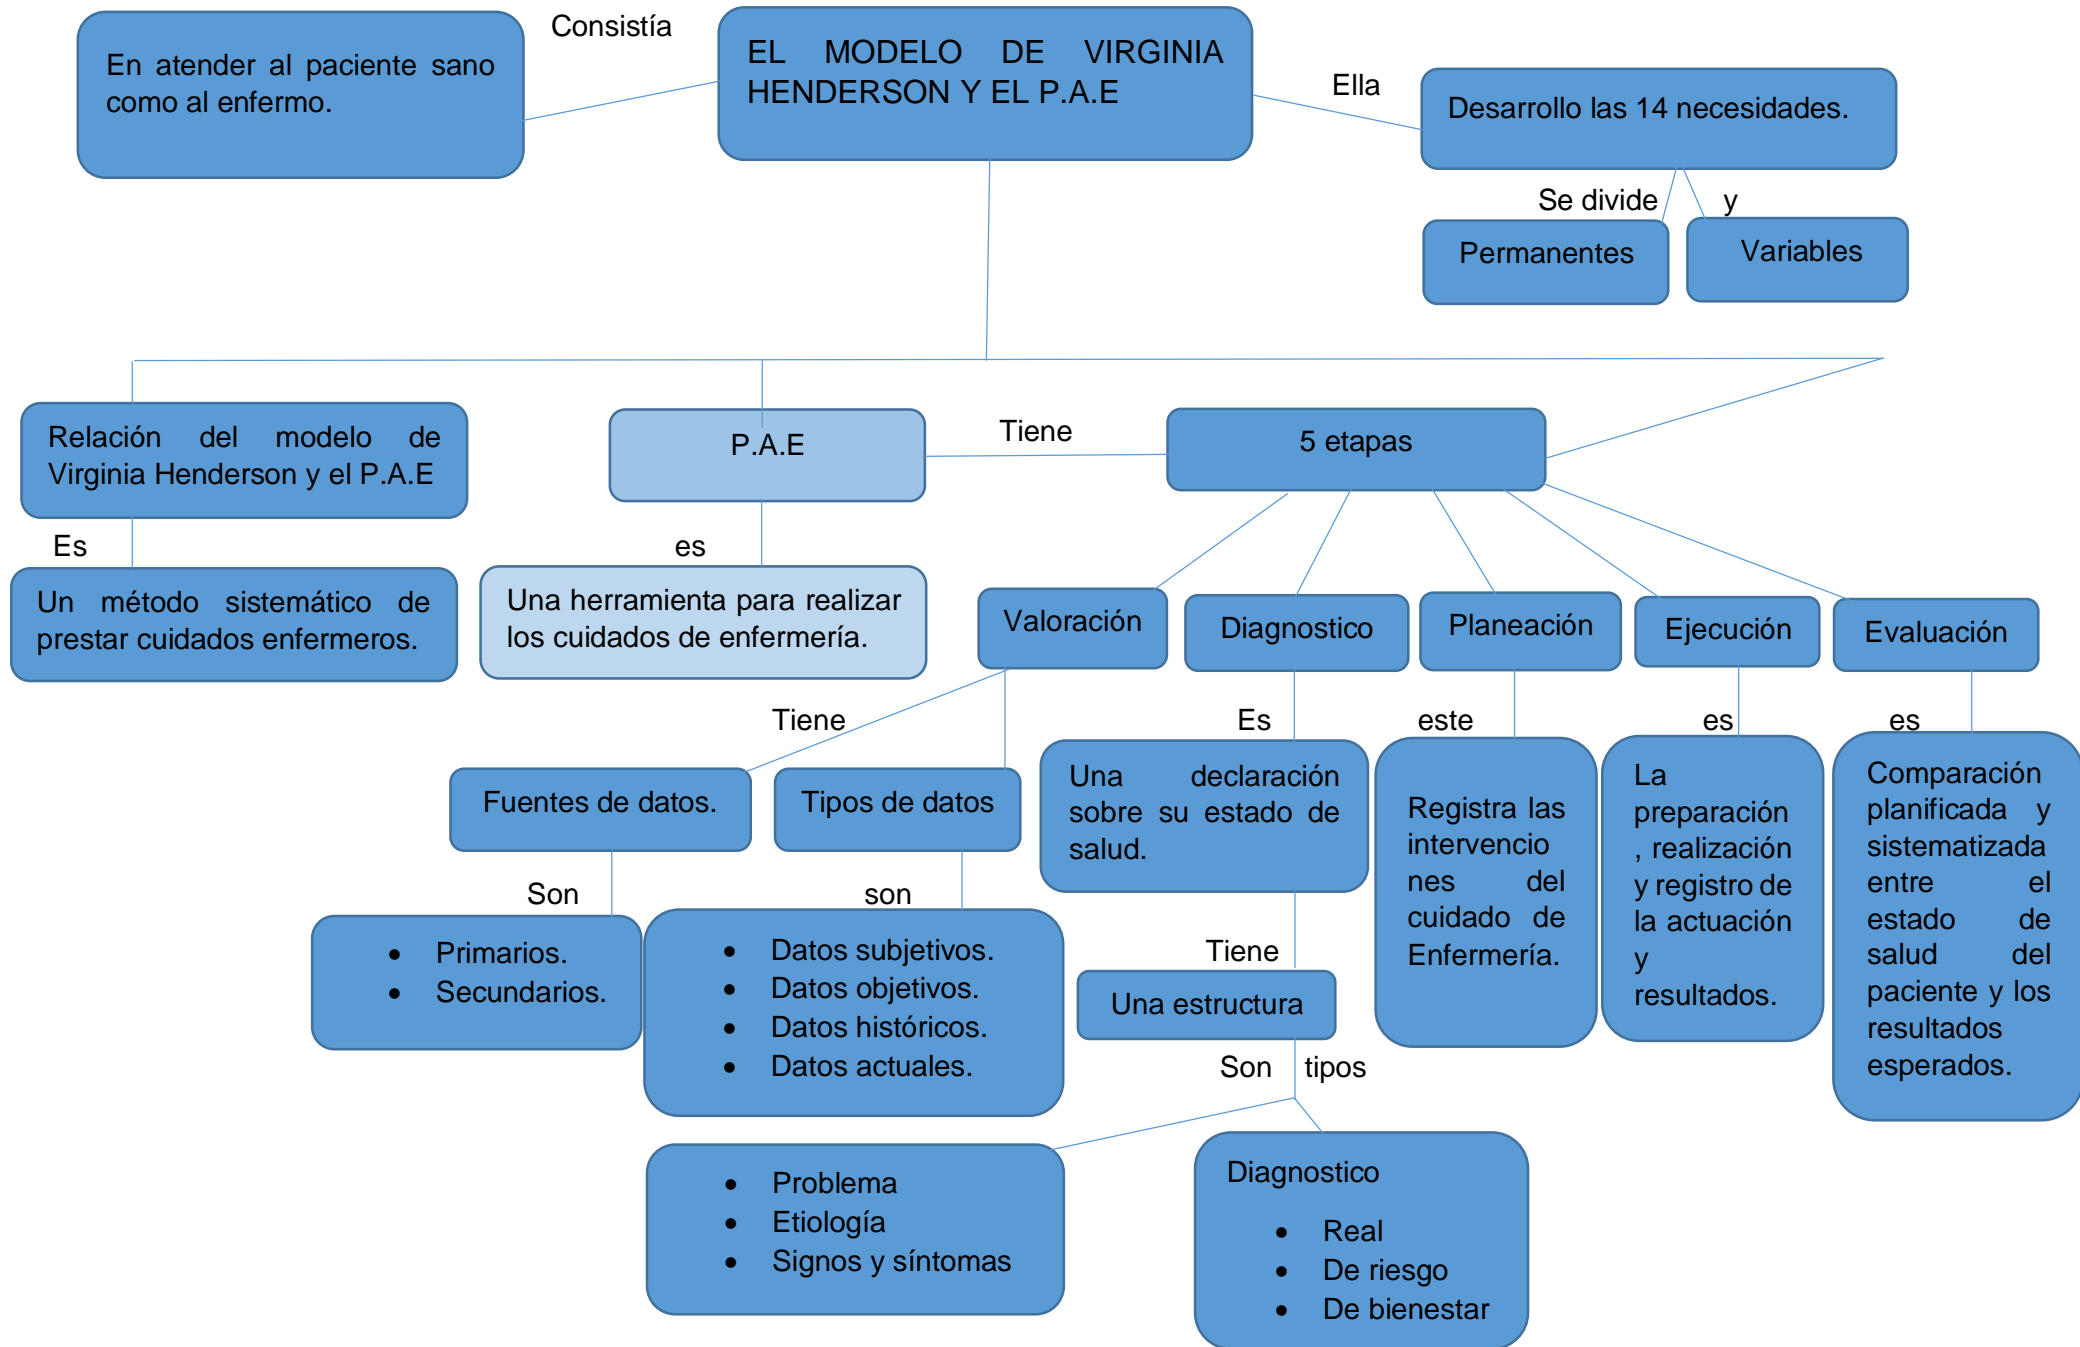 Consistía
En atender al paciente sano
como al enfermo.
EL MODELO DE VIRGINIA
HENDERSON Y EL P.A.E
Ella
Desarrollo las 14 necesidades.
Se divide
y
Permanentes
Variables
Relación del modelo de
Virginia Henderson y el P.A.E
P.A.E
Tiene
5 etapas
Es
Un método sistemático de
prestar cuidados enfermeros.
es
Una herramienta para realizar
los cuidados de enfermería.
Valoración
Diagnostico
Planeación
Ejecución
Evaluación
Tiene
Fuentes de datos.
Tipos de datos
Son
• Primarios.
• Secundarios.
son
• Datos subjetivos.
• Datos objetivos.
• Datos históricos.
• Datos actuales.
Es
Una declaración
sobre su estado de
salud.
Tiene
Una estructura
Son tipos
• Problema
• Etiología
• Signos y síntomas
Diagnostico
• Real
• De riesgo
• De bienestar
este
Registra las
intervencio
nes del
cuidado de
Enfermería.
es
La
preparación
, realización
y registro de
la actuación
y
resultados.
es
Comparación
planificada y
sistematizada
entre el
estado de
salud del
paciente y los
resultados
esperados.